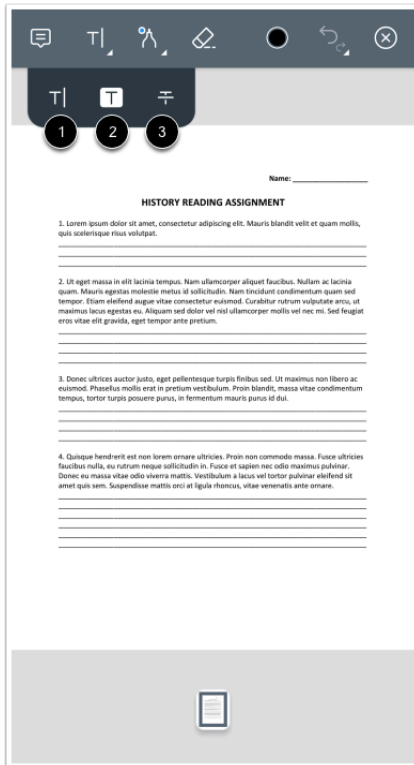 T|
T|
T
T
1
2
3
Name: ___________________
HISTORY READING ASSIGNMENT
1. Lorem ipsum dolor sit amet, consectetur adipiscing elit. Mauris blandit velit et quam mollis,
quis scelerisque risus volutpat.
2. Ut eget massa in elit lacinia tempus. Nam ullamcorper aliquet faucibus. Nullam ac lacinia
quam. Mauris egestas molestie metus id sollicitudin. Nam tincidunt condimentum quam sed
tempor. Etiam eleifend augue vitae consectetur euismod. Curabitur rutrum vulputate arcu, ut
maximus lacus egestas eu. Aliquam sed dolor vel nisl ullamcorper mollis vel nec mi. Sed feugiat
eros vitae elit gravida, eget tempor ante pretium.
3. Donec ultrices auctor justo, eget pellentesque turpis finibus sed. Ut maximus non libero ac
euismod. Phasellus mollis erat in pretium vestibulum. Proin blandit, massa vitae condimentum
tempus, tortor turpis posuere purus, in fermentum mauris purus id dui.
4. Quisque hendrerit est non lorem ornare ultricies. Proin non commodo massa. Fusce ultricies
faucibus nulla, eu rutrum neque sollicitudin in. Fusce et sapien nec odio maximus pulvinar.
Donec eu massa vitae odio viverra mattis. Vestibulum a lacus vel tortor pulvinar eleifend sit
amet quis sem. Suspendisse mattis orci at ligula rhoncus, vitae venenatis ante ornare.